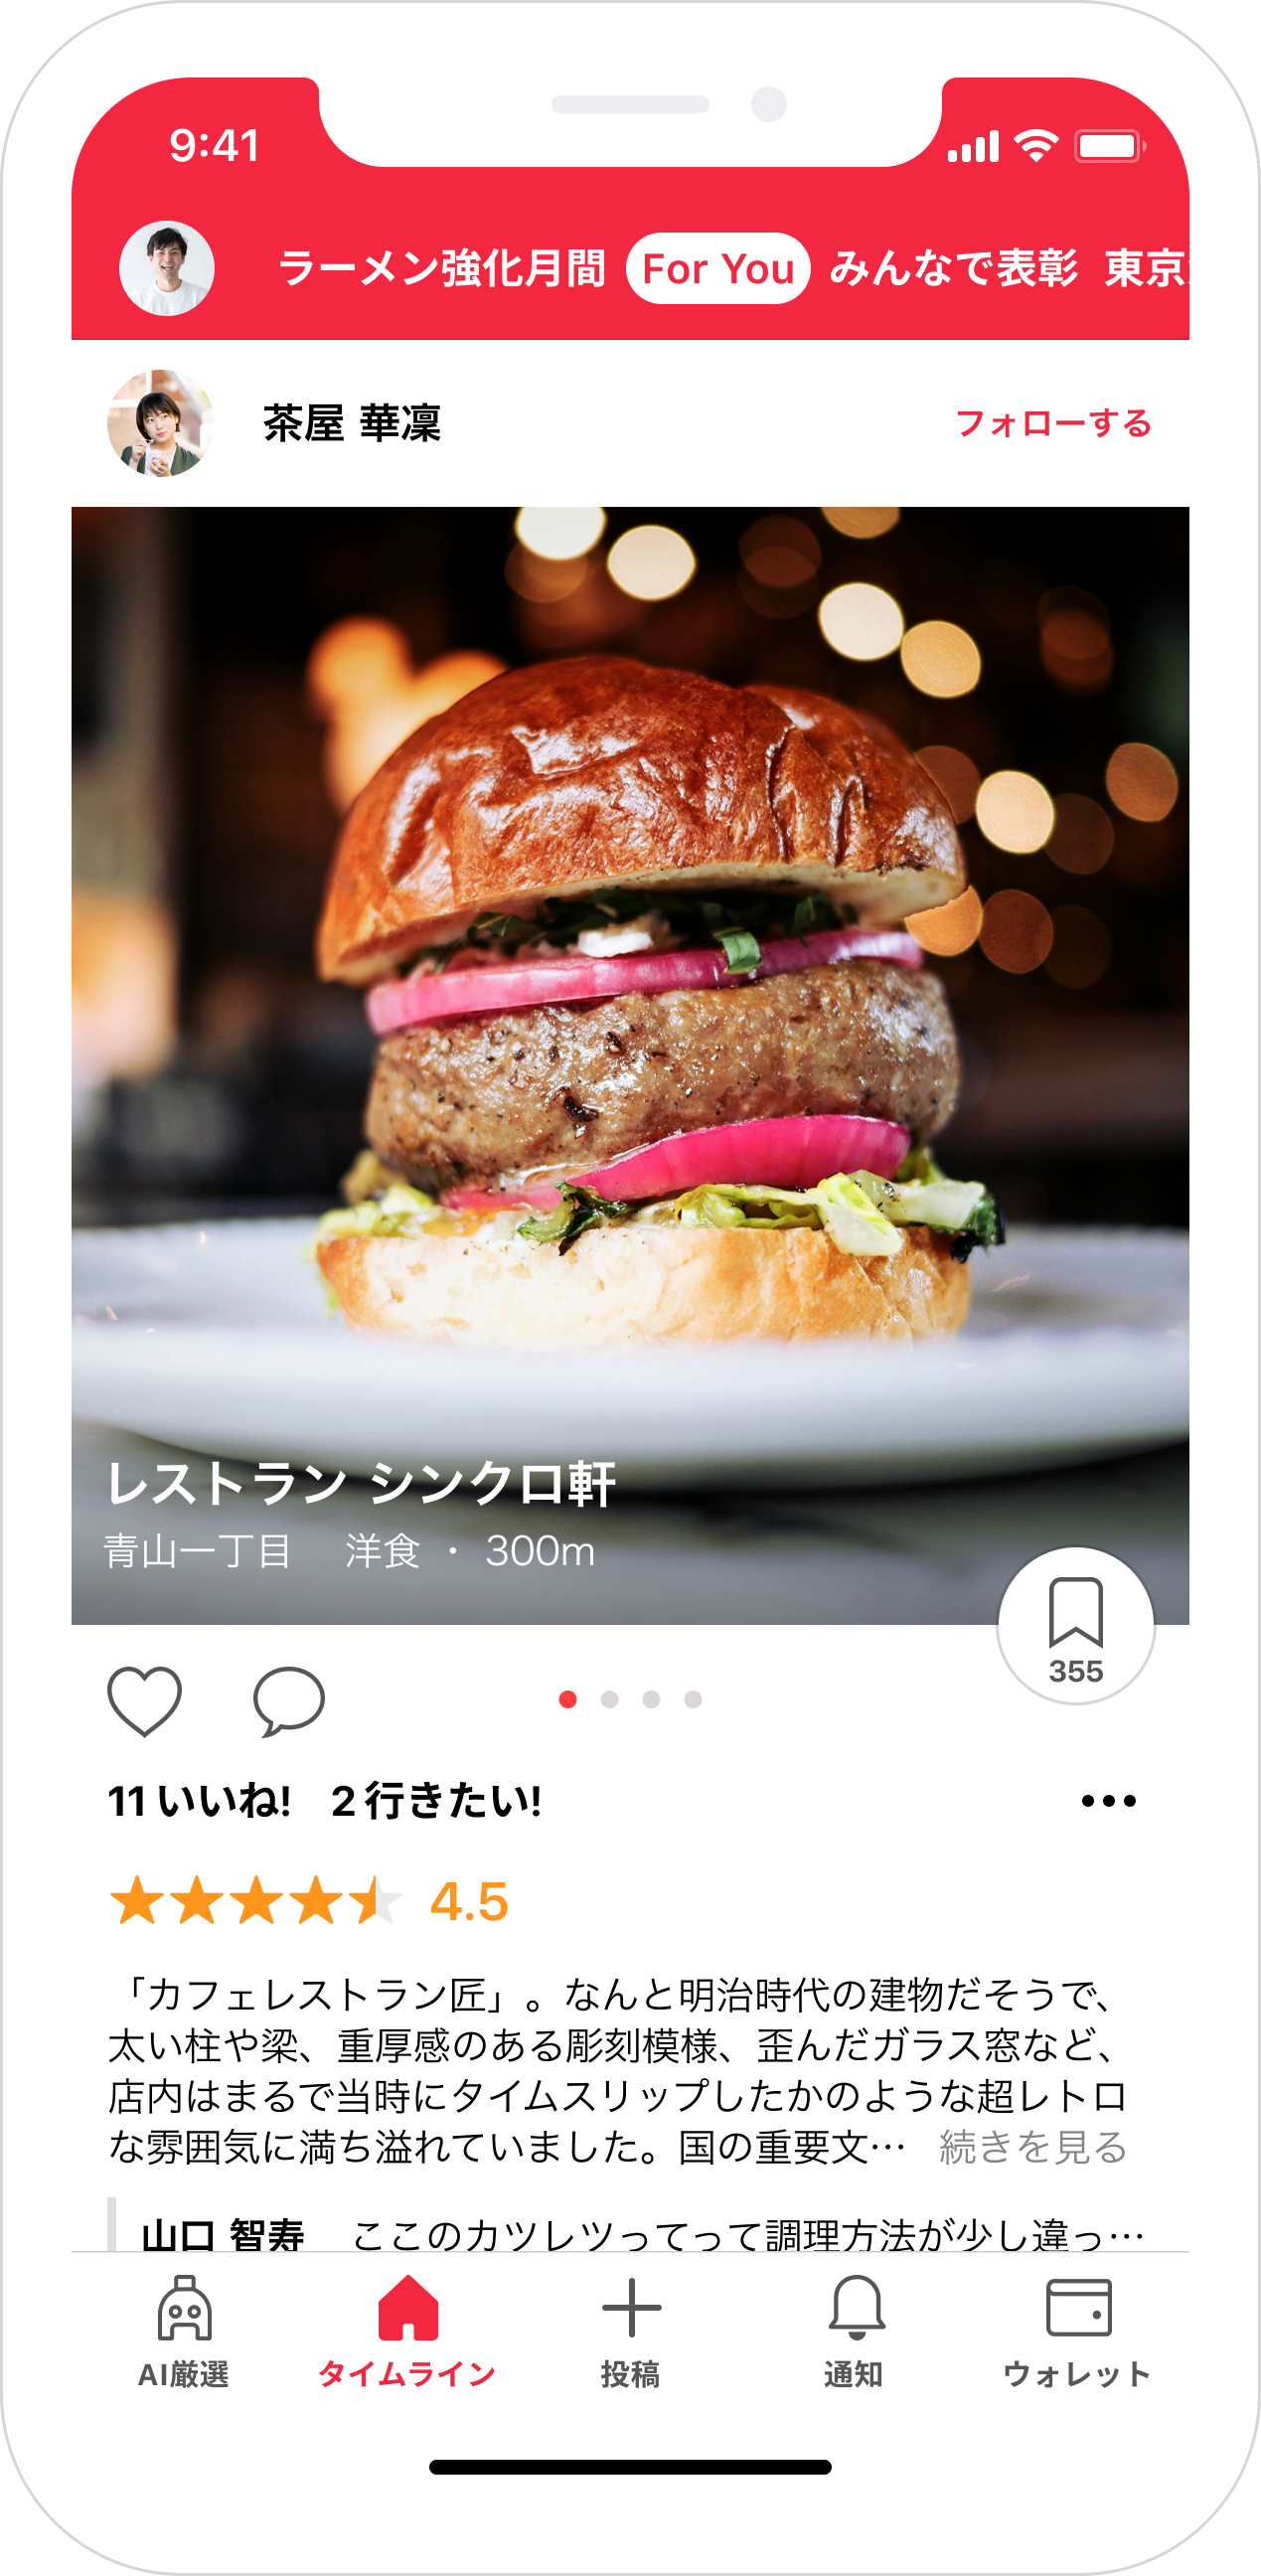 9:41
ラーメン強化月間 For You みんなで表彰 東京
茶屋 華凜 フォローする
レストラン シンクロ軒
青山一丁目 洋食 ・ 300m
355
11 いいね! 2 行きたい!
4.5
「カフェレストラン匠」。なんと明治時代の建物だそうで、
太い柱や梁、重厚感のある彫刻模様、歪んだガラス窓など、
店内はまるで当時にタイムスリップしたかのような超レトロ
な雰囲気に満ち溢れていました。国の重要文… 続きを見る
山口 智寿 ここのカツレツってって調理方法が少し違っ…
AI厳選 タイムライン 投稿 通知 ウォレット